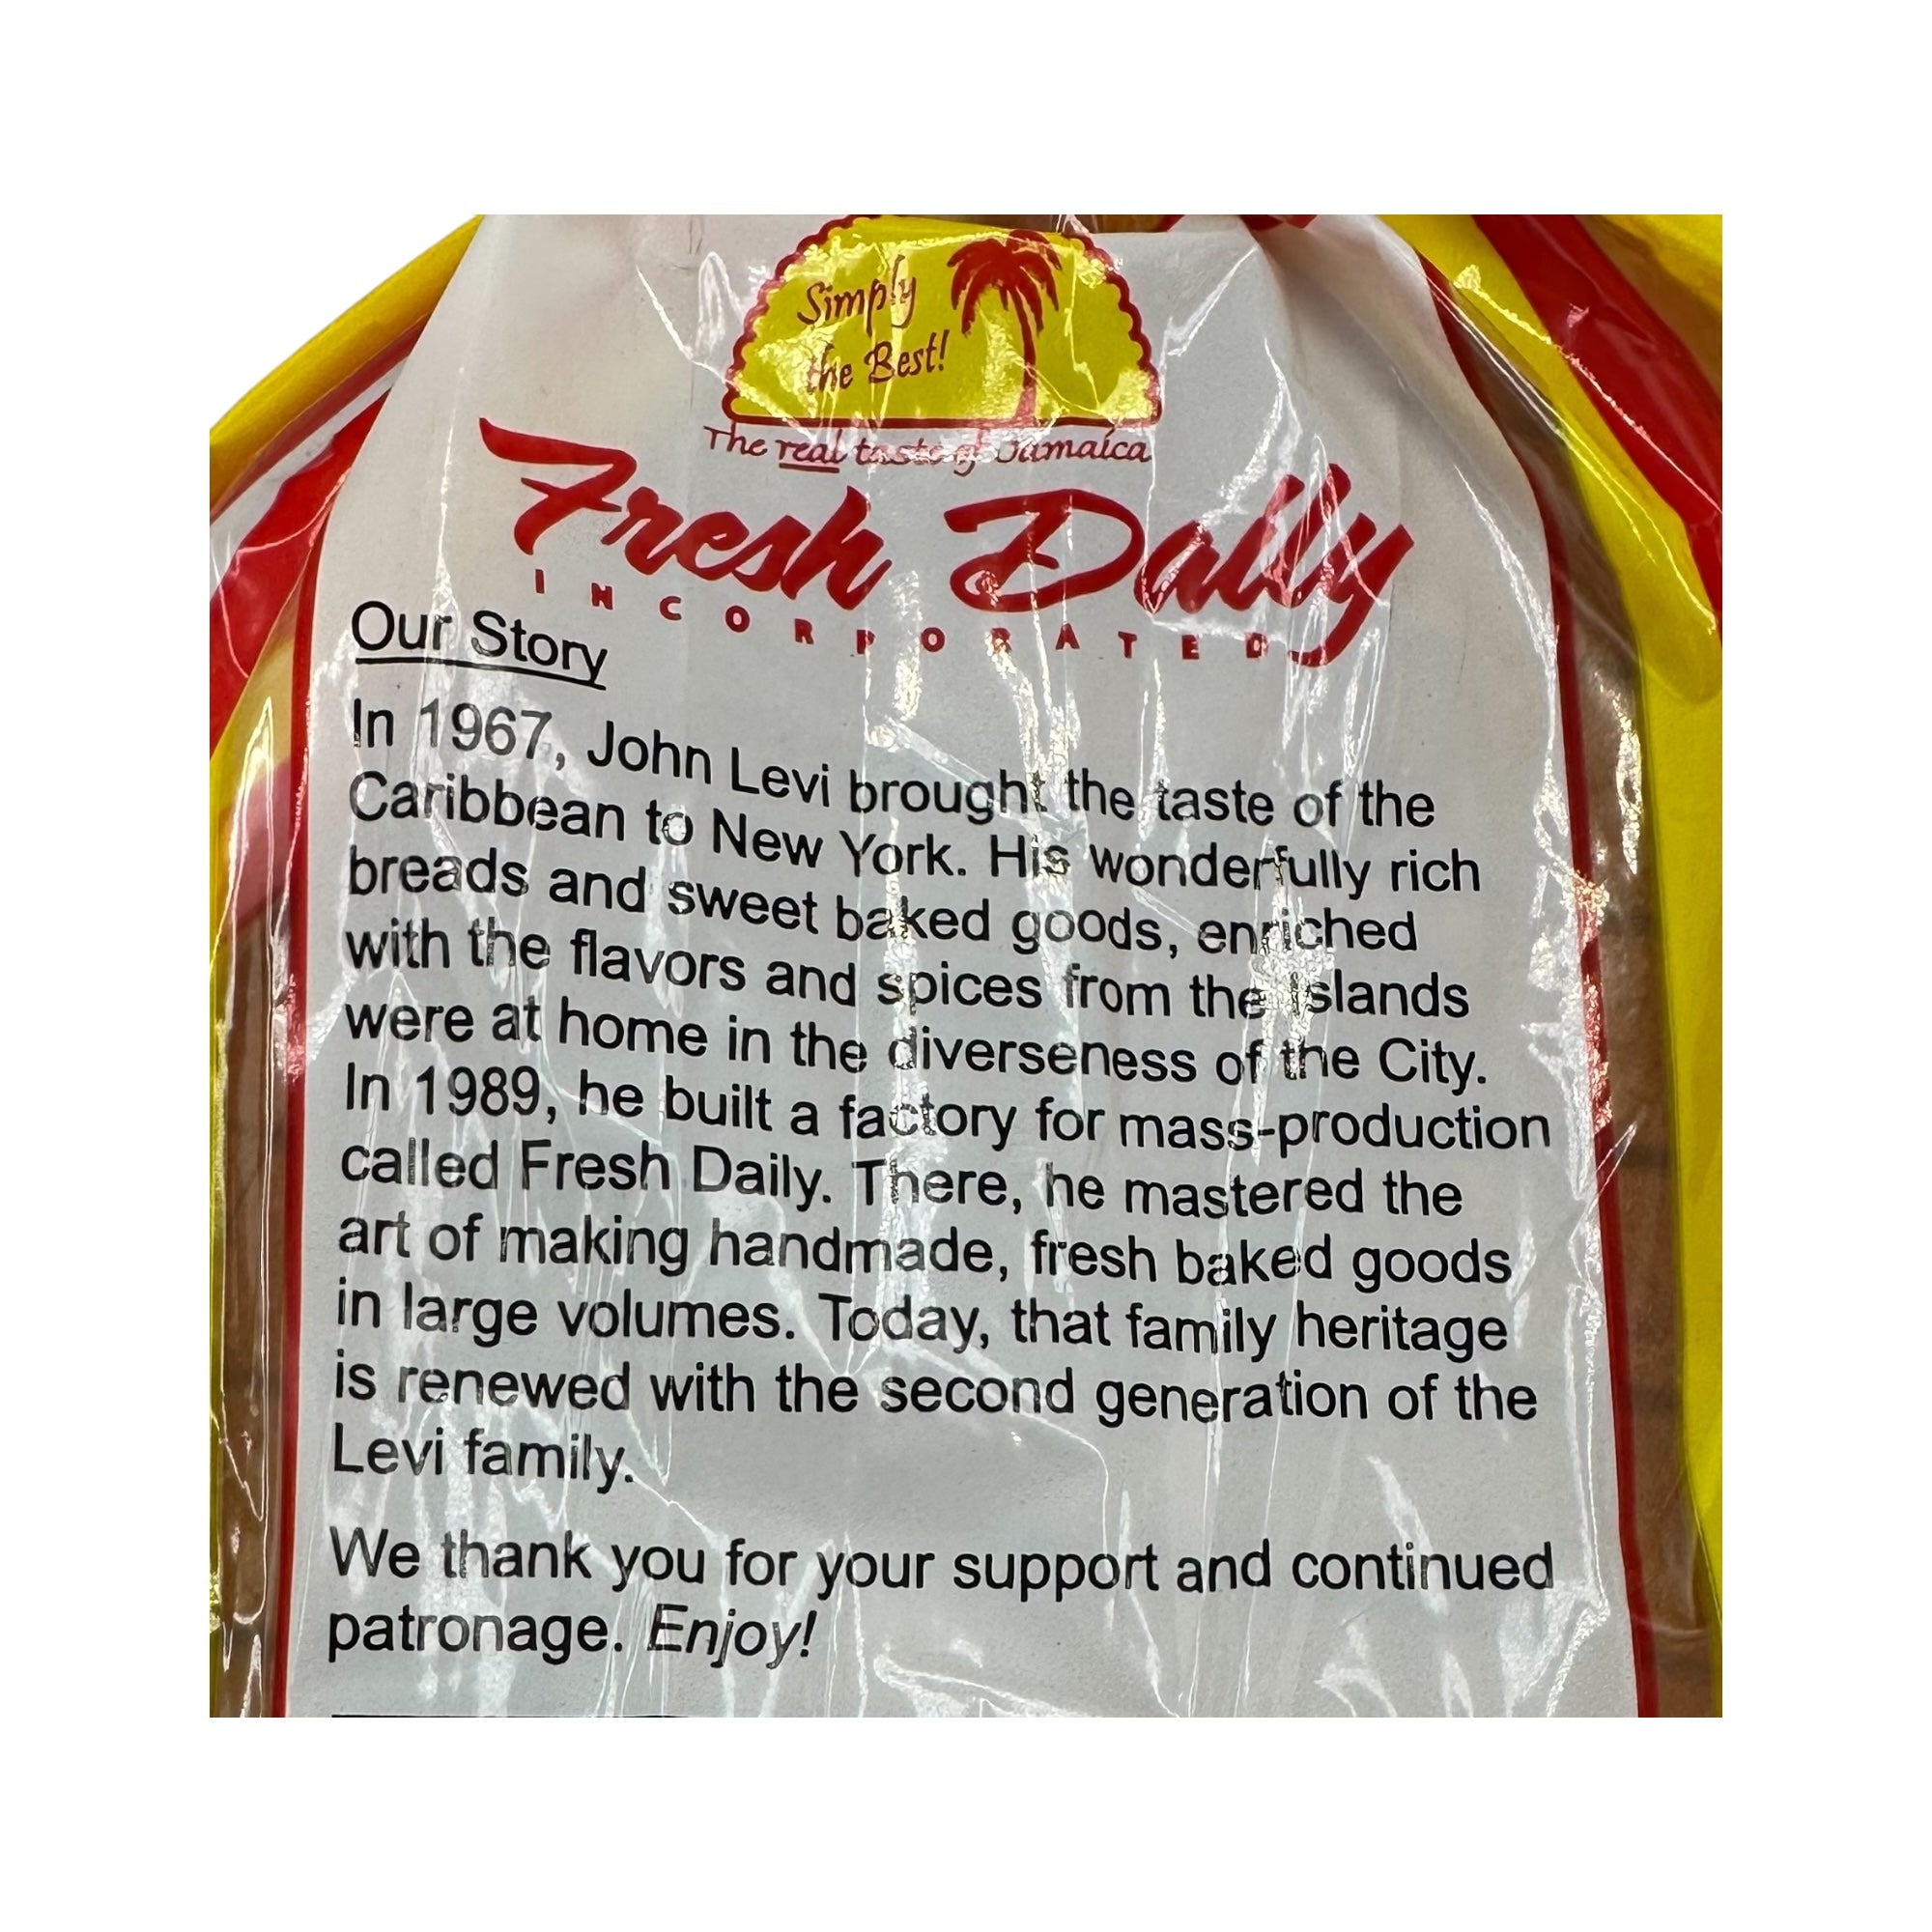 Simply
the Best!
The real taste of Jamaica
Fresh Daily
INCORPORATED
Our Story
In 1967, John Levi brought the taste of the
Caribbean to New York. His wonderfully rich
breads and sweet baked goods, enriched
with the flavors and spices from the Islands
were at home in the diverseness of the City.
In 1989, he built a factory for mass-production
called Fresh Daily. There, he mastered the
art of making handmade, fresh baked goods
in large volumes. Today, that family heritage
is renewed with the second generation of the
Levi family.
We thank you for your support and continued
patronage. Enjoy!